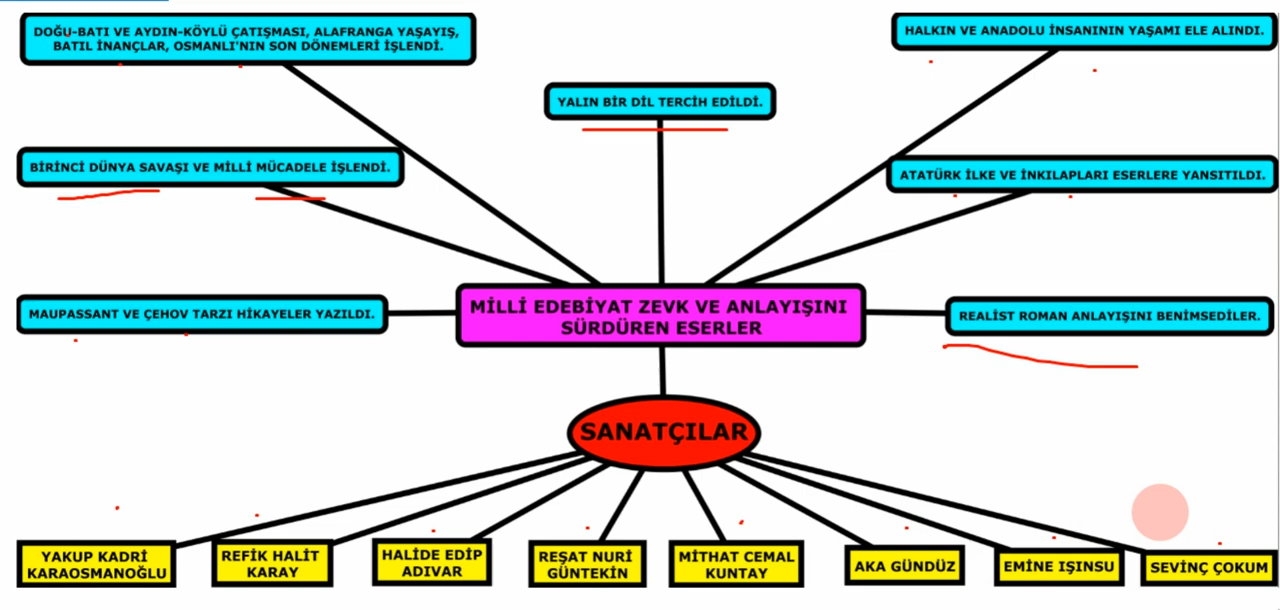 DOĞU-BATI VE AYDIN-KÖYLÜ ÇATIŞMASI, ALAFRANGA YAŞAYIŞ,
BATIL İNANÇLAR, OSMANLI'NIN SON DÖNEMLERİ İŞLENDİ.
HALKIN VE ANADOLU İNSANININ YAŞAMI ELE ALINDI.
YALIN BİR DİL TERCİH EDİLDİ.
BİRİNCİ DÜNYA SAVAŞI VE MİLLİ MÜCADELE İŞLENDİ.
ATATÜRK İLKE VE İNKILAPLARI ESERLERE YANSITILDI.
MAUPASSANT VE ÇEHOV TARZI HİKAYELER YAZILDI.
MİLLİ EDEBİYAT ZEVK VE ANLAYIŞINI
SÜRDÜREN ESERLER
REALİST ROMAN ANLAYIŞINI BENİMSEDİLER.
SANATÇILAR
YAKUP KADRİ
KARAOSMANOĞLU
REFİK HALİT
KARAY
HALİDE EDİP
ADIVAR
REŞAT NURİ
GÜNTEKİN
MİTHAT CEMAL
KUNTAY
AKA GÜNDÜZ
EMİNE IŞINSU
SEVİNÇ ÇOKUM